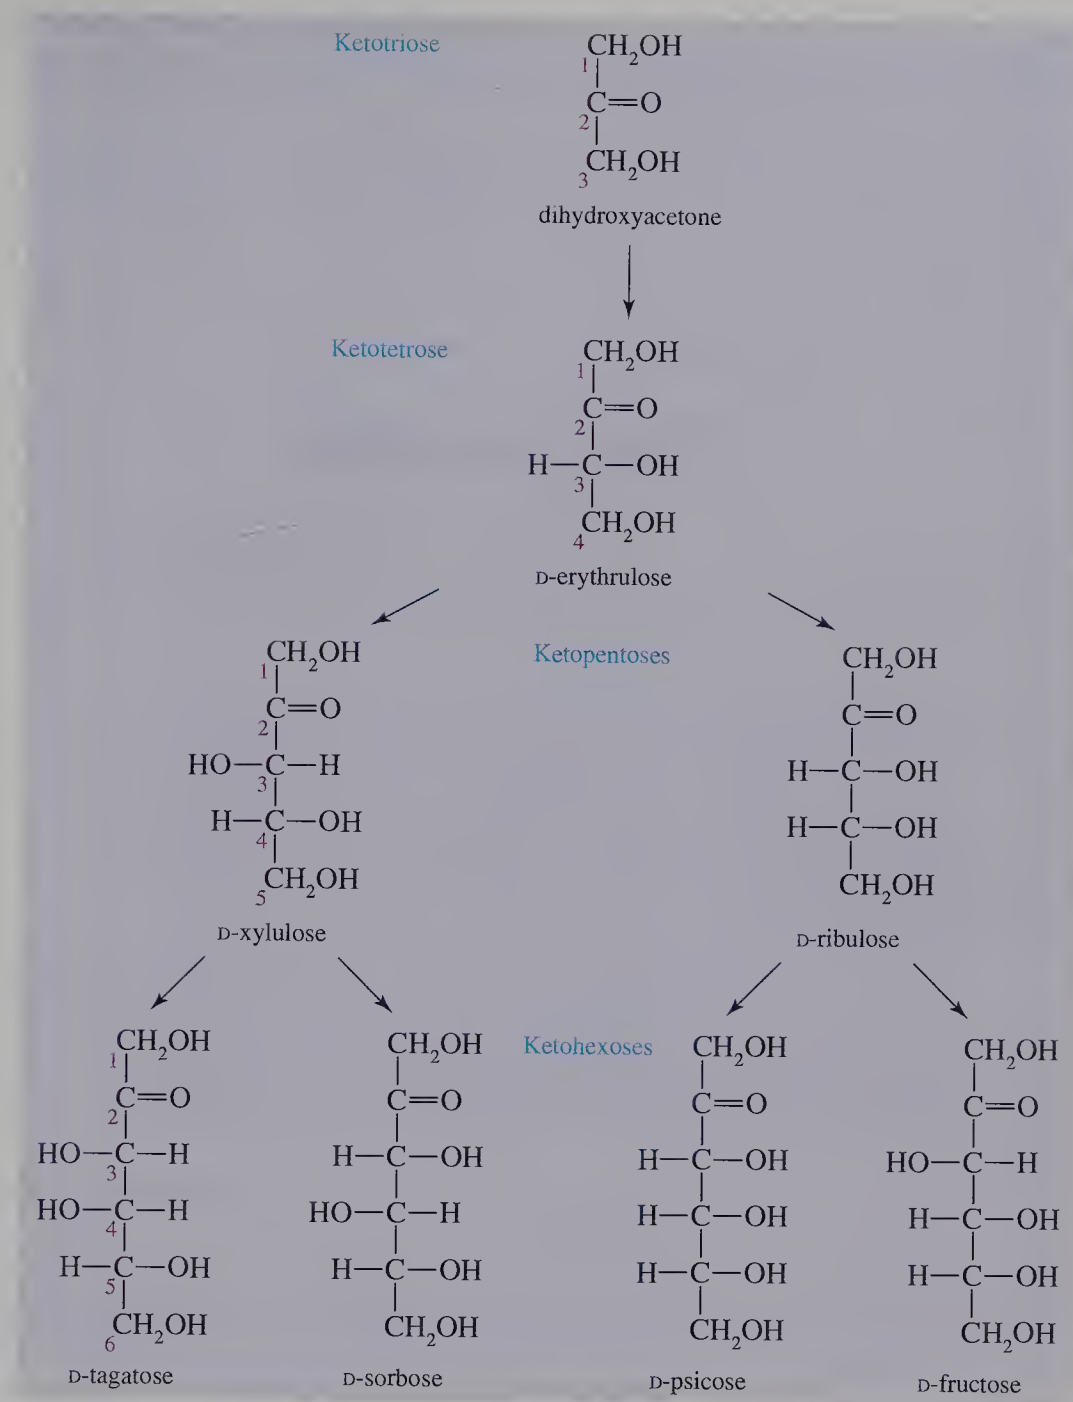 Ketotriose
CH₂OH
1
C=O
2
CH₂OH
3
dihydroxyacetone
Ketotetrose
CH₂OH
1
C=O
2
H—C—OH
3
CH₂OH
4
D-erythrulose
Ketopentoses
CH₂OH
1
C=O
2
HO—C—H
3
H—C—OH
4
CH₂OH
5
D-xylulose
CH₂OH
C=O
H—C—OH
H—C—OH
CH₂OH
D-ribulose
Ketohexoses
CH₂OH
1
C=O
2
HO—C—H
3
HO—C—H
4
H—C—OH
5
CH₂OH
6
D-tagatose
CH₂OH
C=O
H—C—OH
HO—C—H
H—C—OH
CH₂OH
D-sorbose
CH₂OH
C=O
H—C—OH
H—C—OH
H—C—OH
CH₂OH
D-psicose
CH₂OH
C=O
HO—C—H
H—C—OH
H—C—OH
CH₂OH
D-fructose